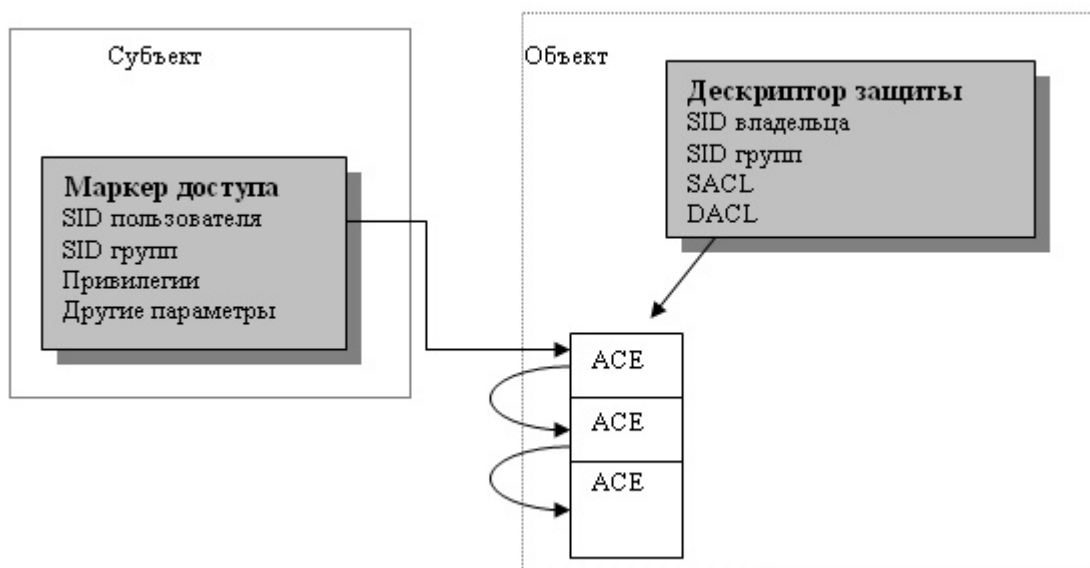 Субъект
Маркер доступа
SID пользователя
SID групп
Привилегии
Другие параметры
Объект
Дескриптор защиты
SID владельца
SID групп
SACL
DACL
ACE
ACE
ACE